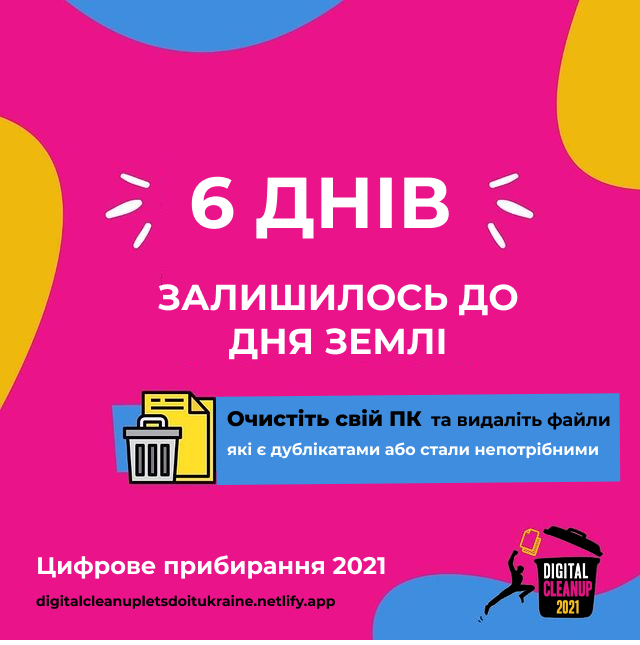 6 ДНІВ
ЗАЛИШИЛОСЬ ДО
ДНЯ ЗЕМЛІ
Очистіть свій ПК та видаліть файли
які є дублікатами або стали непотрібними
Цифрове прибирання 2021
digitalcleanupletsdoitukraine.netlify.app
DIGITAL
CLEANUP
2021